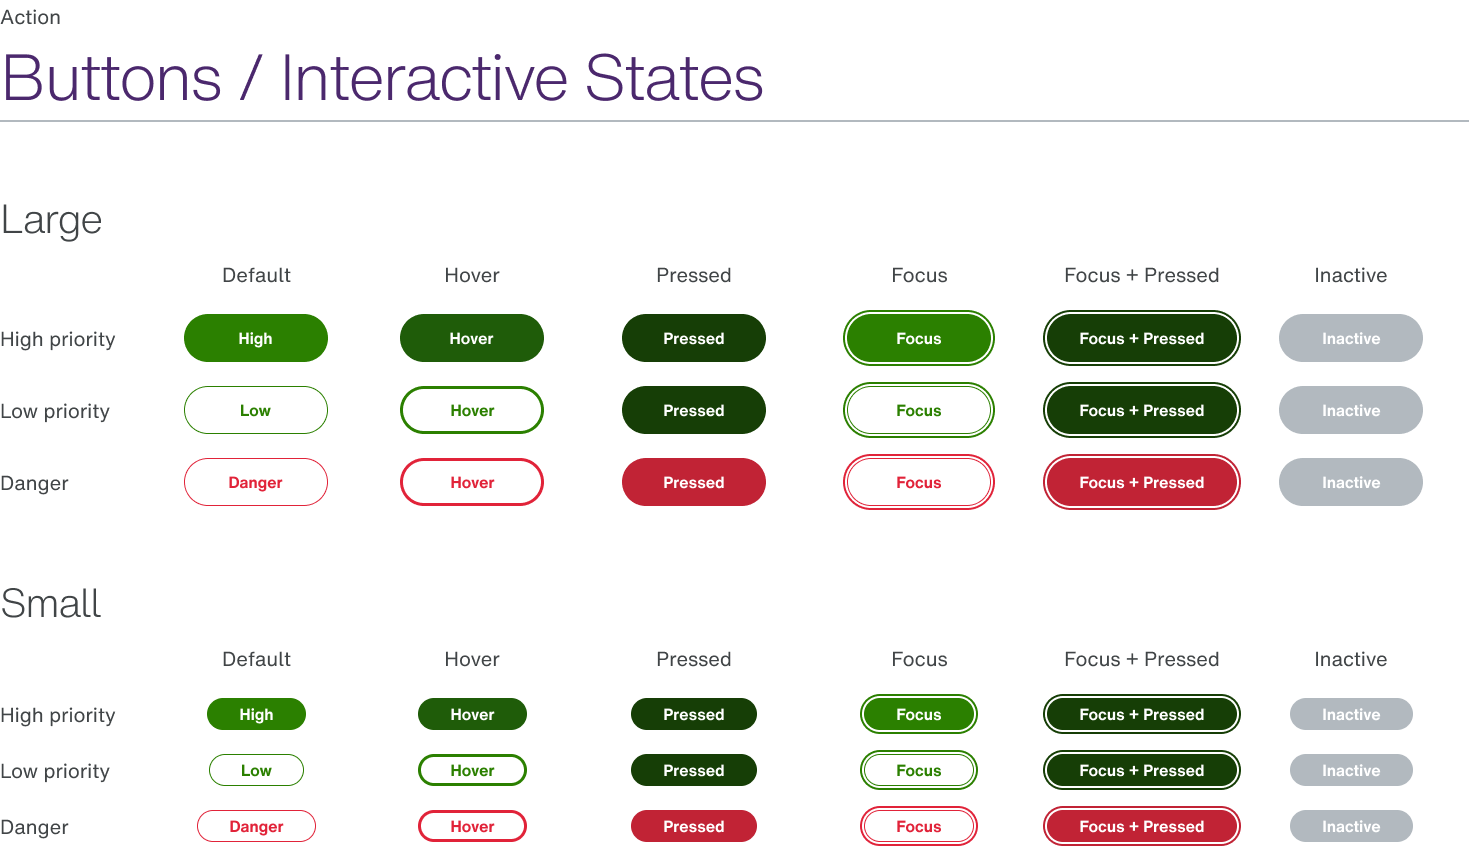 Action
Buttons / Interactive States
Large
Default Hover Pressed Focus Focus + Pressed Inactive
High priority High Hover Pressed Focus Focus + Pressed Inactive
Low priority Low Hover Pressed Focus Focus + Pressed Inactive
Danger Danger Hover Pressed Focus Focus + Pressed Inactive
Small
Default Hover Pressed Focus Focus + Pressed Inactive
High priority High Hover Pressed Focus Focus + Pressed Inactive
Low priority Low Hover Pressed Focus Focus + Pressed Inactive
Danger Danger Hover Pressed Focus Focus + Pressed Inactive